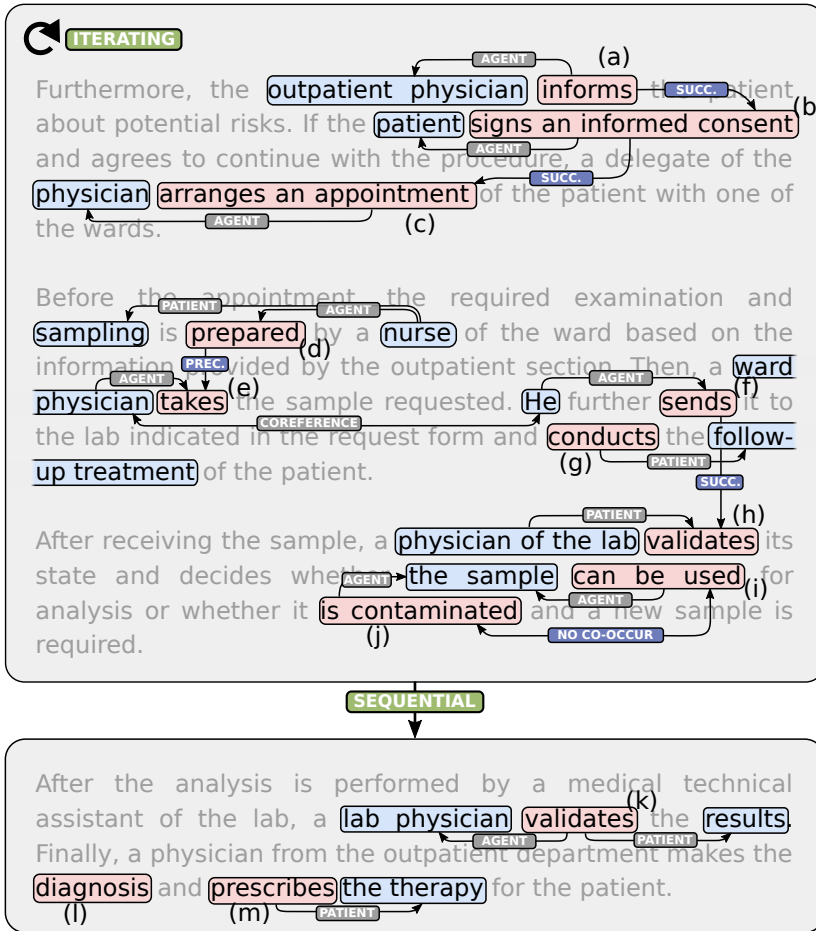 ITERATING
AGENT
(a)
Furthermore, the outpatient physician informs the patient
SUCC.
(b)
about potential risks. If the patient signs an informed consent
AGENT
and agrees to continue with the procedure, a delegate of the
SUCC.
physician arranges an appointment of the patient with one of
AGENT
(c)
the wards.
Before the appointment, the required examination and
PATIENT
AGENT
sampling is prepared by a nurse of the ward based on the
(d)
information provided by the outpatient section. Then, a ward
PREC.
AGENT
(e)
AGENT
(f)
physician takes the sample requested. He further sends it to
COREFERENCE
the lab indicated in the request form and conducts the follow-
(g)
PATIENT
up treatment of the patient.
SUCC.
PATIENT
(h)
After receiving the sample, a physician of the lab validates its
state and decides whether the sample can be used for
AGENT
AGENT
(i)
analysis or whether it is contaminated and a new sample is
(j)
NO CO-OCCUR
required.
SEQUENTIAL
After the analysis is performed by a medical technical
(k)
assistant of the lab, a lab physician validates the results.
AGENT
PATIENT
Finally, a physician from the outpatient department makes the
diagnosis and prescribes the therapy for the patient.
(l)
(m)
PATIENT